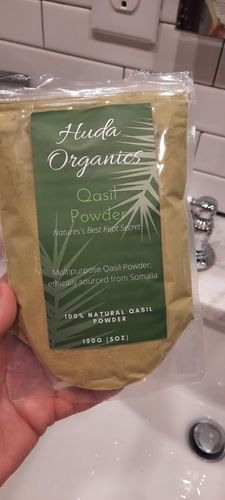 Huda
Organics
Qasil
Powder
Natures's Best Kept Secret
Multipurpose Qasil Powder,
ethically sourced from Somalia
100% NATURAL QASIL
POWDER
150G (5OZ)